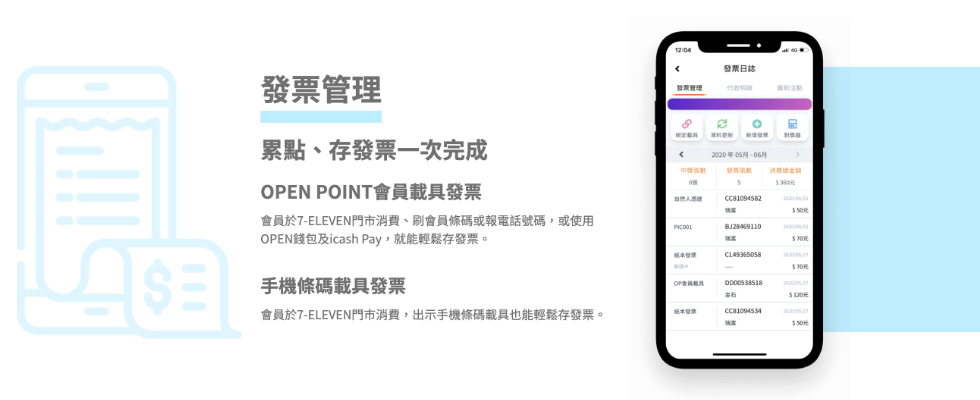 發票管理
累點、存發票一次完成
OPEN POINT會員載具發票
會員於7-ELEVEN門市消費、刷會員條碼或報電話號碼，或使用
OPEN錢包及icash Pay，就能輕鬆存發票。
手機條碼載具發票
會員於7-ELEVEN門市消費，出示手機條碼載具也能輕鬆存發票。
$
12:04 4G
發票日誌
發票管理 代收明細 最新活動
綁定載具 資料更新 新增發票 對獎器
2020 年 05月 - 06月
中獎張數 發票張數 消費總金額
0張 5 $ 360元
自然人憑證 CC81094582
$ 50元
PIC001 BJ28469110
$ 70元
紙本發票 CL49365058
---- $ 70元
OP會員載具 DD00538518
$ 120元
紙本發票 CC81094534
$ 50元